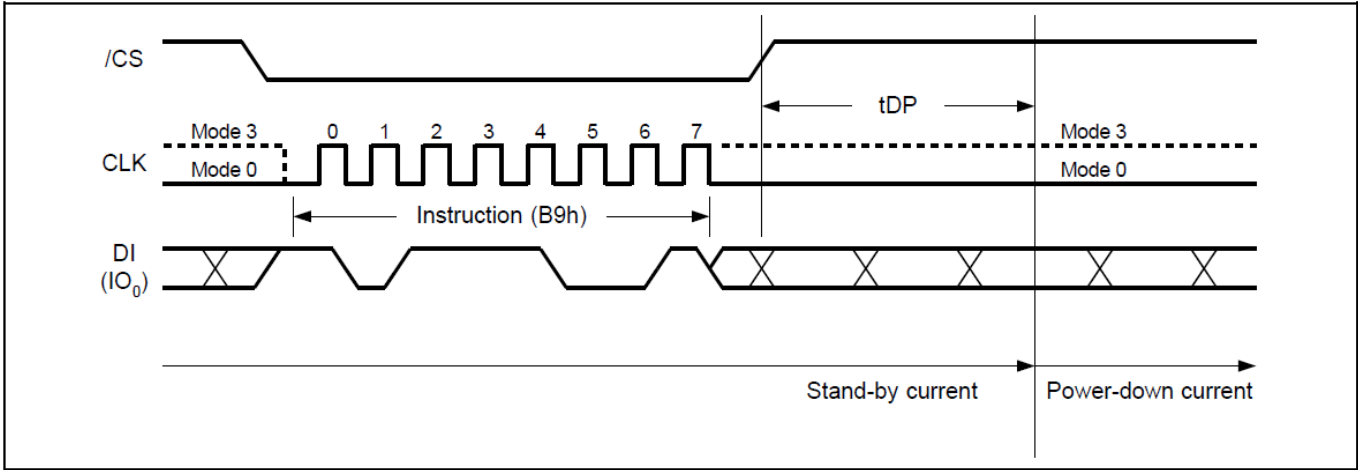 /CS
tDP
Mode 3 0 1 2 3 4 5 6 7 Mode 3
CLK
Mode 0 Mode 0
Instruction (B9h)
DI
(IO₀)
Stand-by current Power-down current